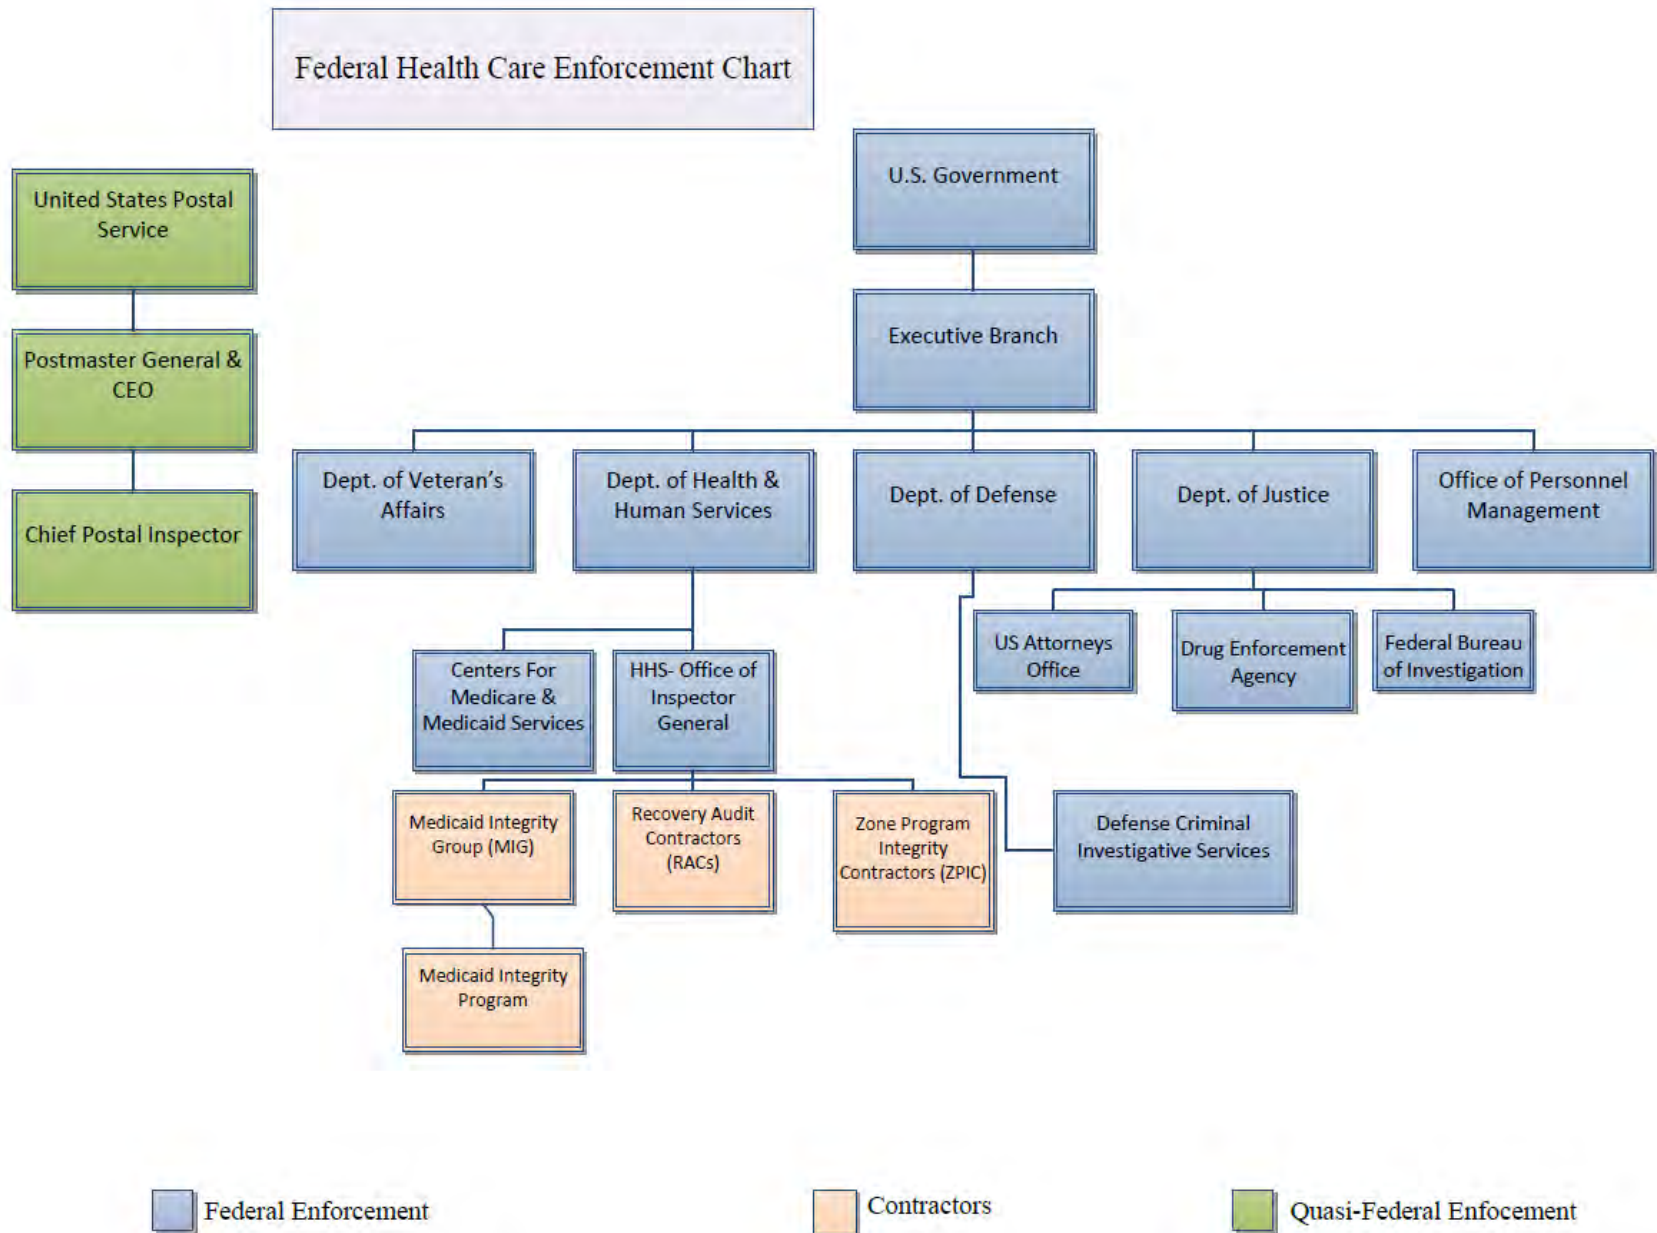 Federal Health Care Enforcement Chart
United States Postal
Service
Postmaster General &
CEO
Chief Postal Inspector
U.S. Government
Executive Branch
Dept. of Veteran's
Affairs
Dept. of Health &
Human Services
Dept. of Defense
Dept. of Justice
Office of Personnel
Management
Centers For
Medicare &
Medicaid Services
HHS- Office of
Inspector
General
US Attorneys
Office
Drug Enforcement
Agency
Federal Bureau
of Investigation
Medicaid Integrity
Group (MIG)
Recovery Audit
Contractors
(RACs)
Zone Program
Integrity
Contractors (ZPIC)
Defense Criminal
Investigative Services
Medicaid Integrity
Program
Federal Enforcement
Contractors
Quasi-Federal Enfocement